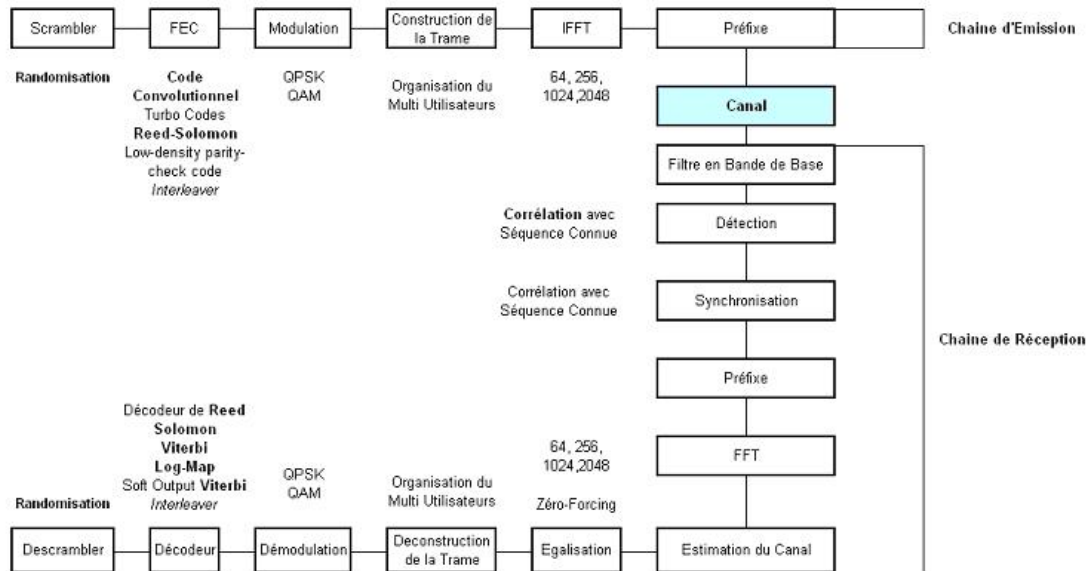 Scrambler
FEC
Modulation
Construction de
la Trame
IFFT
Préfixe
Chaine d'Emission
Randomisation
Code
Convolutionnel
Turbo Codes
Reed-Solomon
Low-density parity-
check code
Interleaver
QPSK
QAM
Organisation du
Multi Utilisateurs
64, 256,
1024,2048
Canal
Filtre en Bande de Base
Corrélation avec
Séquence Connue
Détection
Corrélation avec
Séquence Connue
Synchronisation
Chaine de Réception
Préfixe
Décodeur de Reed
Solomon
Viterbi
Log-Map
Soft Output Viterbi
Interleaver
Randomisation
QPSK
QAM
Organisation du
Multi Utilisateurs
64, 256,
1024,2048
Zéro-Forcing
FFT
Descrambler
Décodeur
Démodulation
Deconstruction
de la Trame
Egalisation
Estimation du Canal